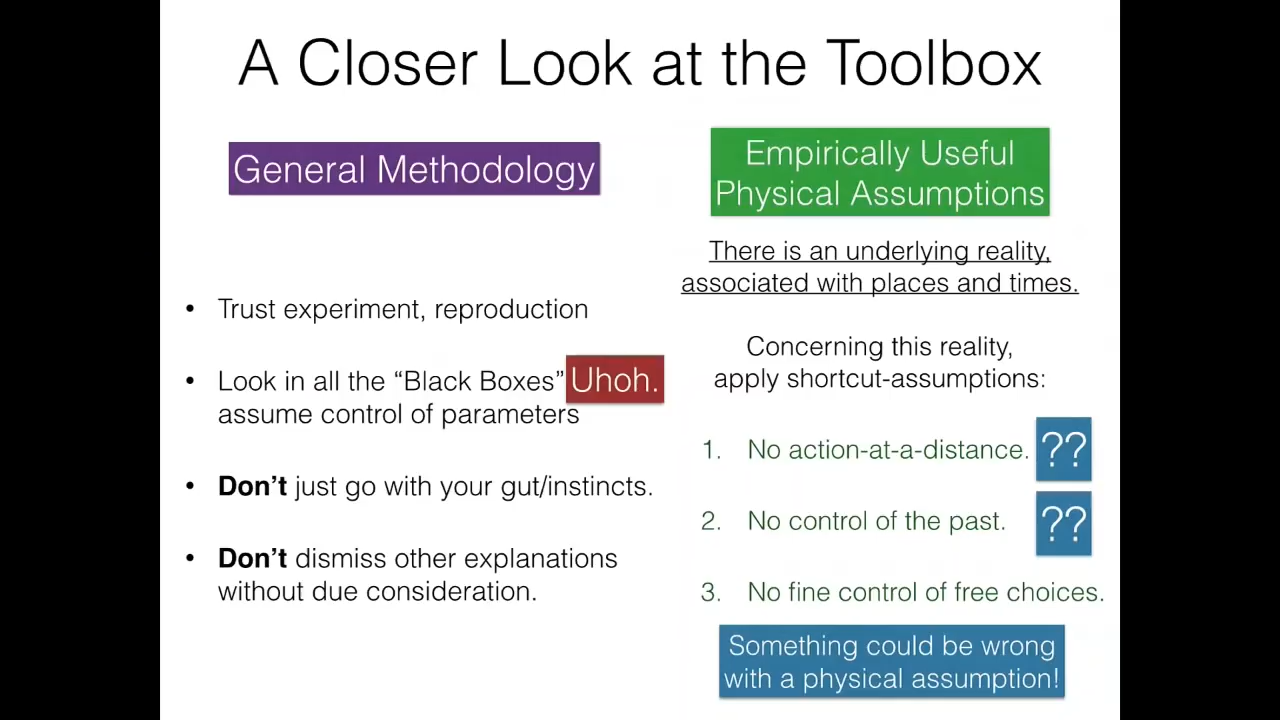 A Closer Look at the Toolbox
General Methodology
• Trust experiment, reproduction
• Look in all the “Black Boxes” Uhoh.
assume control of parameters
• Don’t just go with your gut/instincts.
• Don’t dismiss other explanations
without due consideration.
Empirically Useful
Physical Assumptions
There is an underlying reality,
associated with places and times.
Concerning this reality,
apply shortcut-assumptions:
1. No action-at-a-distance. ??
2. No control of the past. ??
3. No fine control of free choices.
Something could be wrong
with a physical assumption!